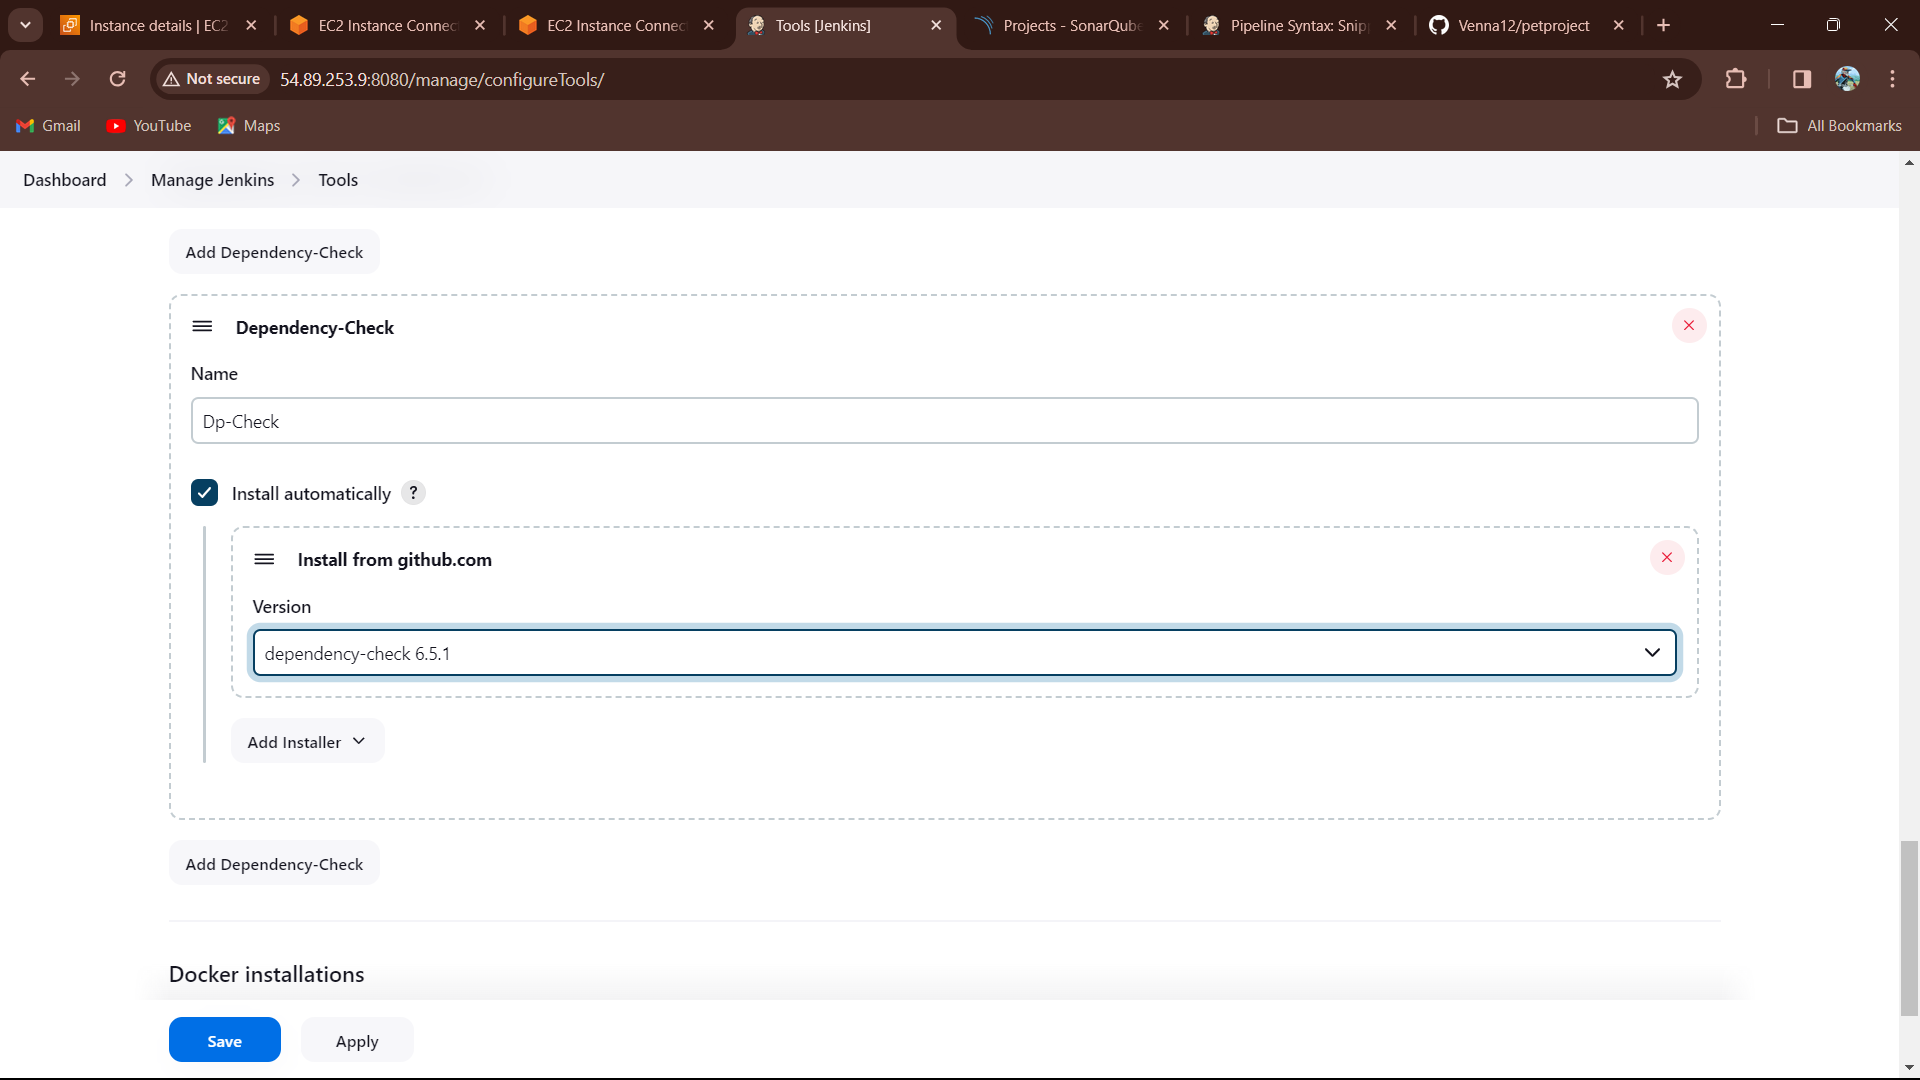 Instance details | EC2
EC2 Instance Connec
EC2 Instance Connec
Tools [Jenkins]
Projects - SonarQube
Pipeline Syntax: Snip
Venna12/petproject
Not secure
54.89.253.9:8080/manage/configureTools/
Gmail
YouTube
Maps
All Bookmarks
Dashboard
Manage Jenkins
Tools
Add Dependency-Check
Dependency-Check
Name
Dp-Check
Install automatically ?
Install from github.com
Version
dependency-check 6.5.1
Add Installer
Add Dependency-Check
Docker installations
Save
Apply